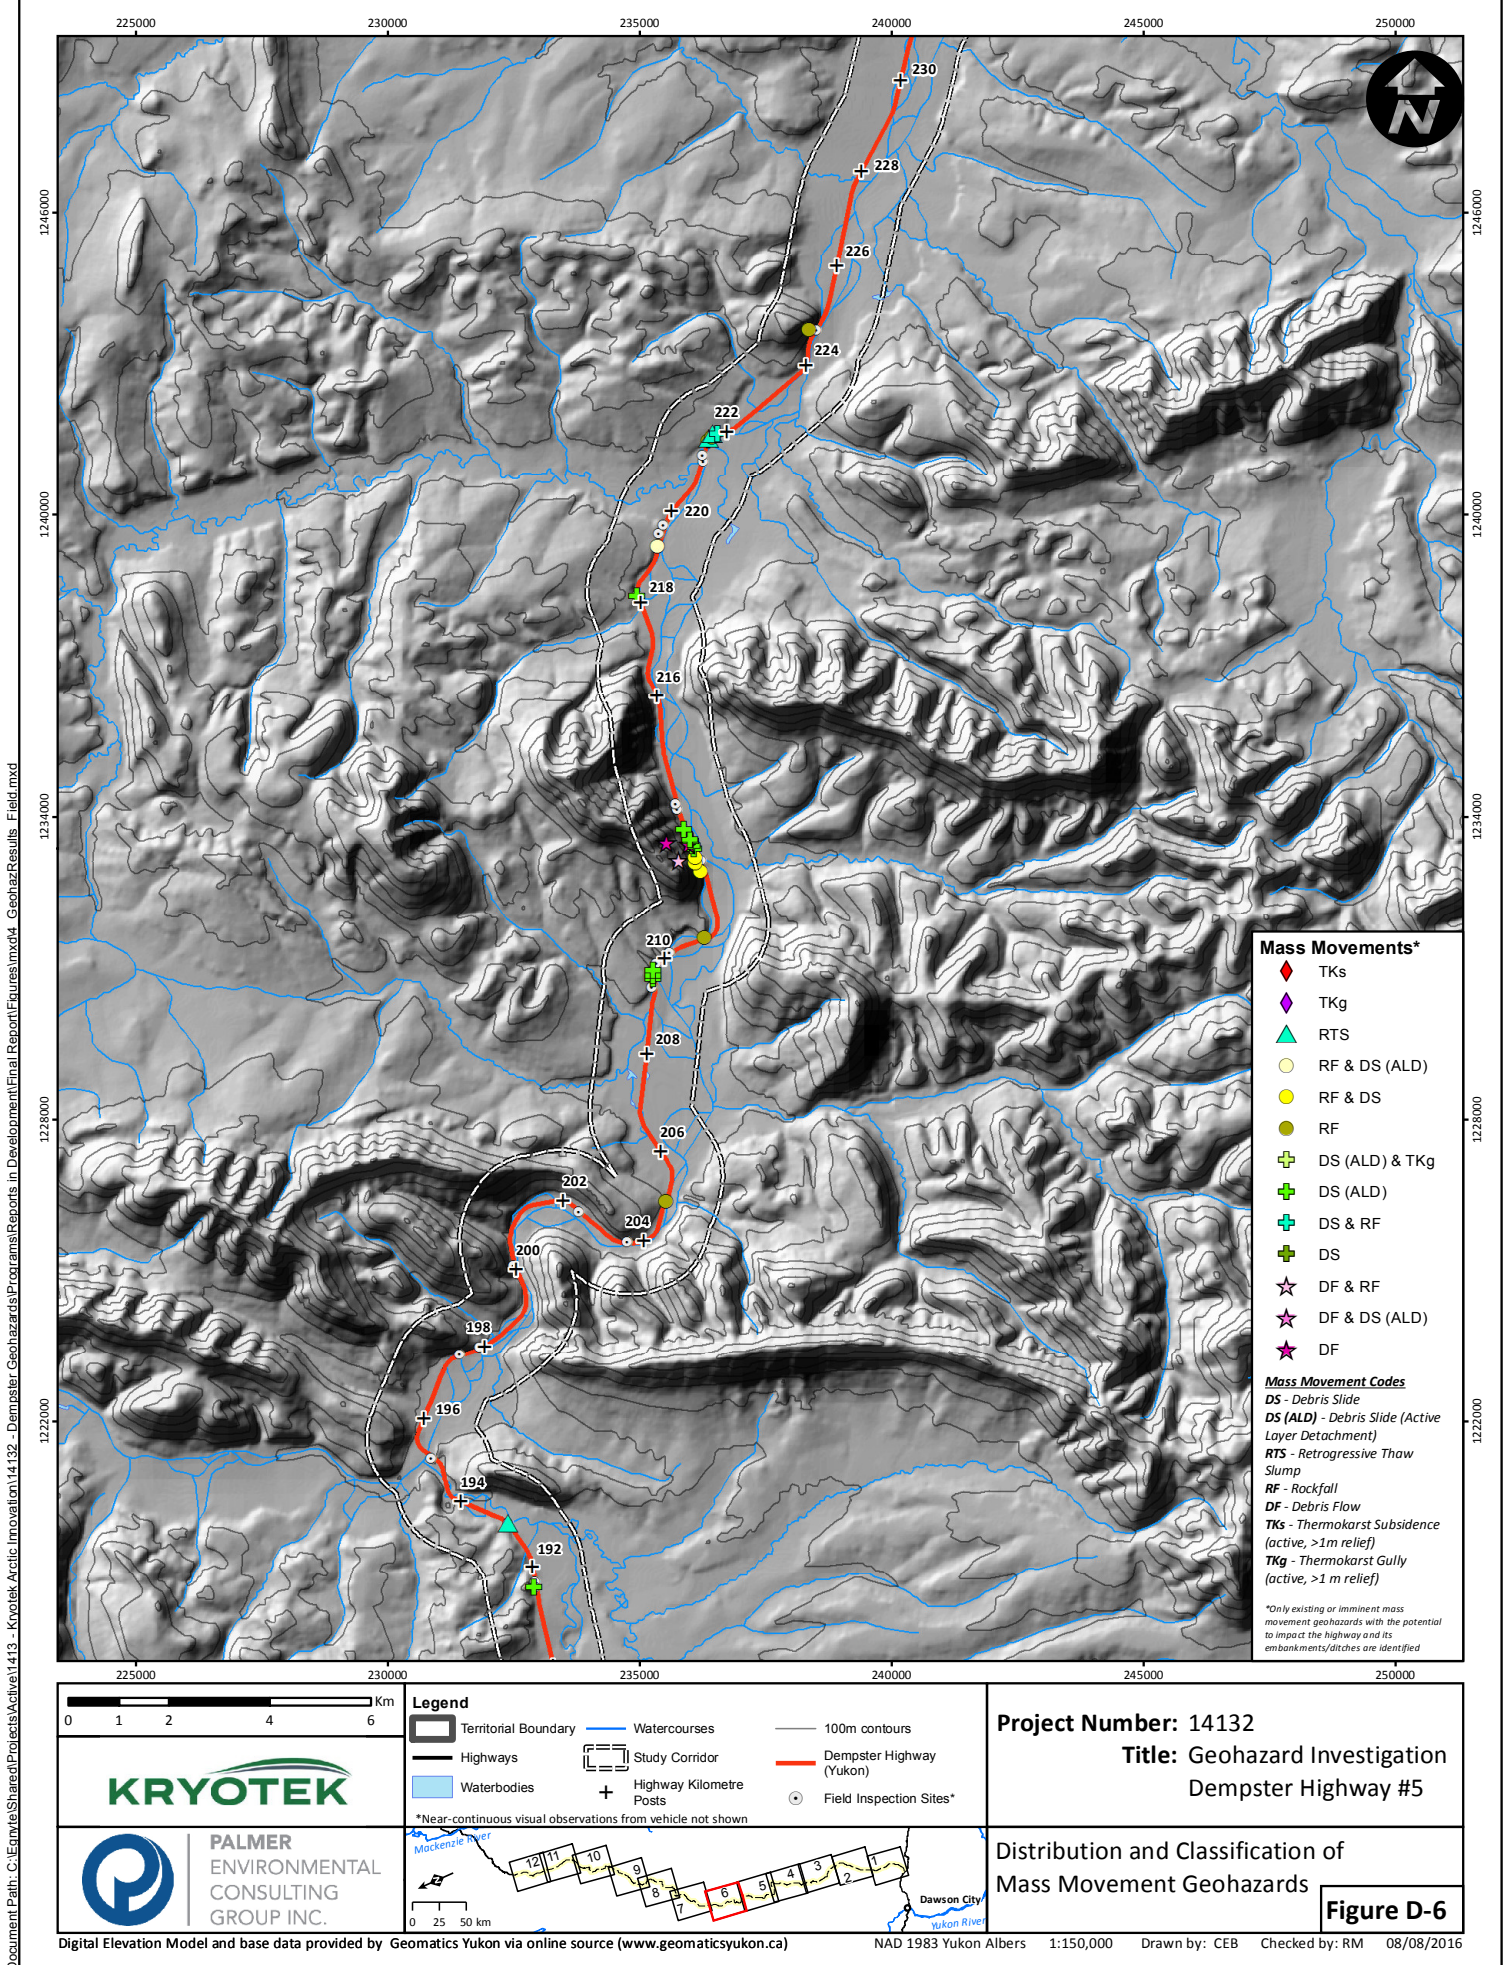 225000 230000 235000 240000 245000 250000
N
230
228
1246000 1246000
226
224
222
1240000 1240000
220
218
216
1234000 1234000
210
208
1228000 1228000
206
202
204
200
198
1222000 1222000
196
194
192
Mass Movements*
TKs
TKg
RTS
RF & DS (ALD)
RF & DS
RF
DS (ALD) & TKg
DS (ALD)
DS & RF
DS
DF & RF
DF & DS (ALD)
DF
Mass Movement Codes
DS - Debris Slide
DS (ALD) - Debris Slide (Active
Layer Detachment)
RTS - Retrogressive Thaw
Slump
RF - Rockfall
DF - Debris Flow
TKs - Thermokarst Subsidence
(active, >1m relief)
TKg - Thermokarst Gully
(active, >1 m relief)
*Only existing or imminent mass
movement geohazards with the potential
to impact the highway and its
embankments/ditches are identified
225000 230000 235000 240000 245000 250000
Document Path: C:\Egnyte\Shared\Projects\Active\1413 - Kryotek Arctic Innovation\14132 - Dempster Geohazards\Programs\Reports in Development\Final Report\Figures\mxd\4_GeohazResults_Field.mxd
Km
0 1 2 4 6
KRYOTEK
PALMER
ENVIRONMENTAL
CONSULTING
GROUP INC.
Legend
Territorial Boundary
Highways
Waterbodies
Watercourses
Study Corridor
Highway Kilometre
Posts
100m contours
Dempster Highway
(Yukon)
Field Inspection Sites*
*Near-continuous visual observations from vehicle not shown
Mackenzie River
N
12 11 10 9 8 7 6 5 4 3 2 1
Dawson City
Yukon River
0 25 50 km
Project Number: 14132
Title: Geohazard Investigation
Dempster Highway #5
Distribution and Classification of
Mass Movement Geohazards
Figure D-6
Digital Elevation Model and base data provided by Geomatics Yukon via online source (www.geomaticsyukon.ca)
NAD 1983 Yukon Albers 1:150,000 Drawn by: CEB Checked by: RM 08/08/2016